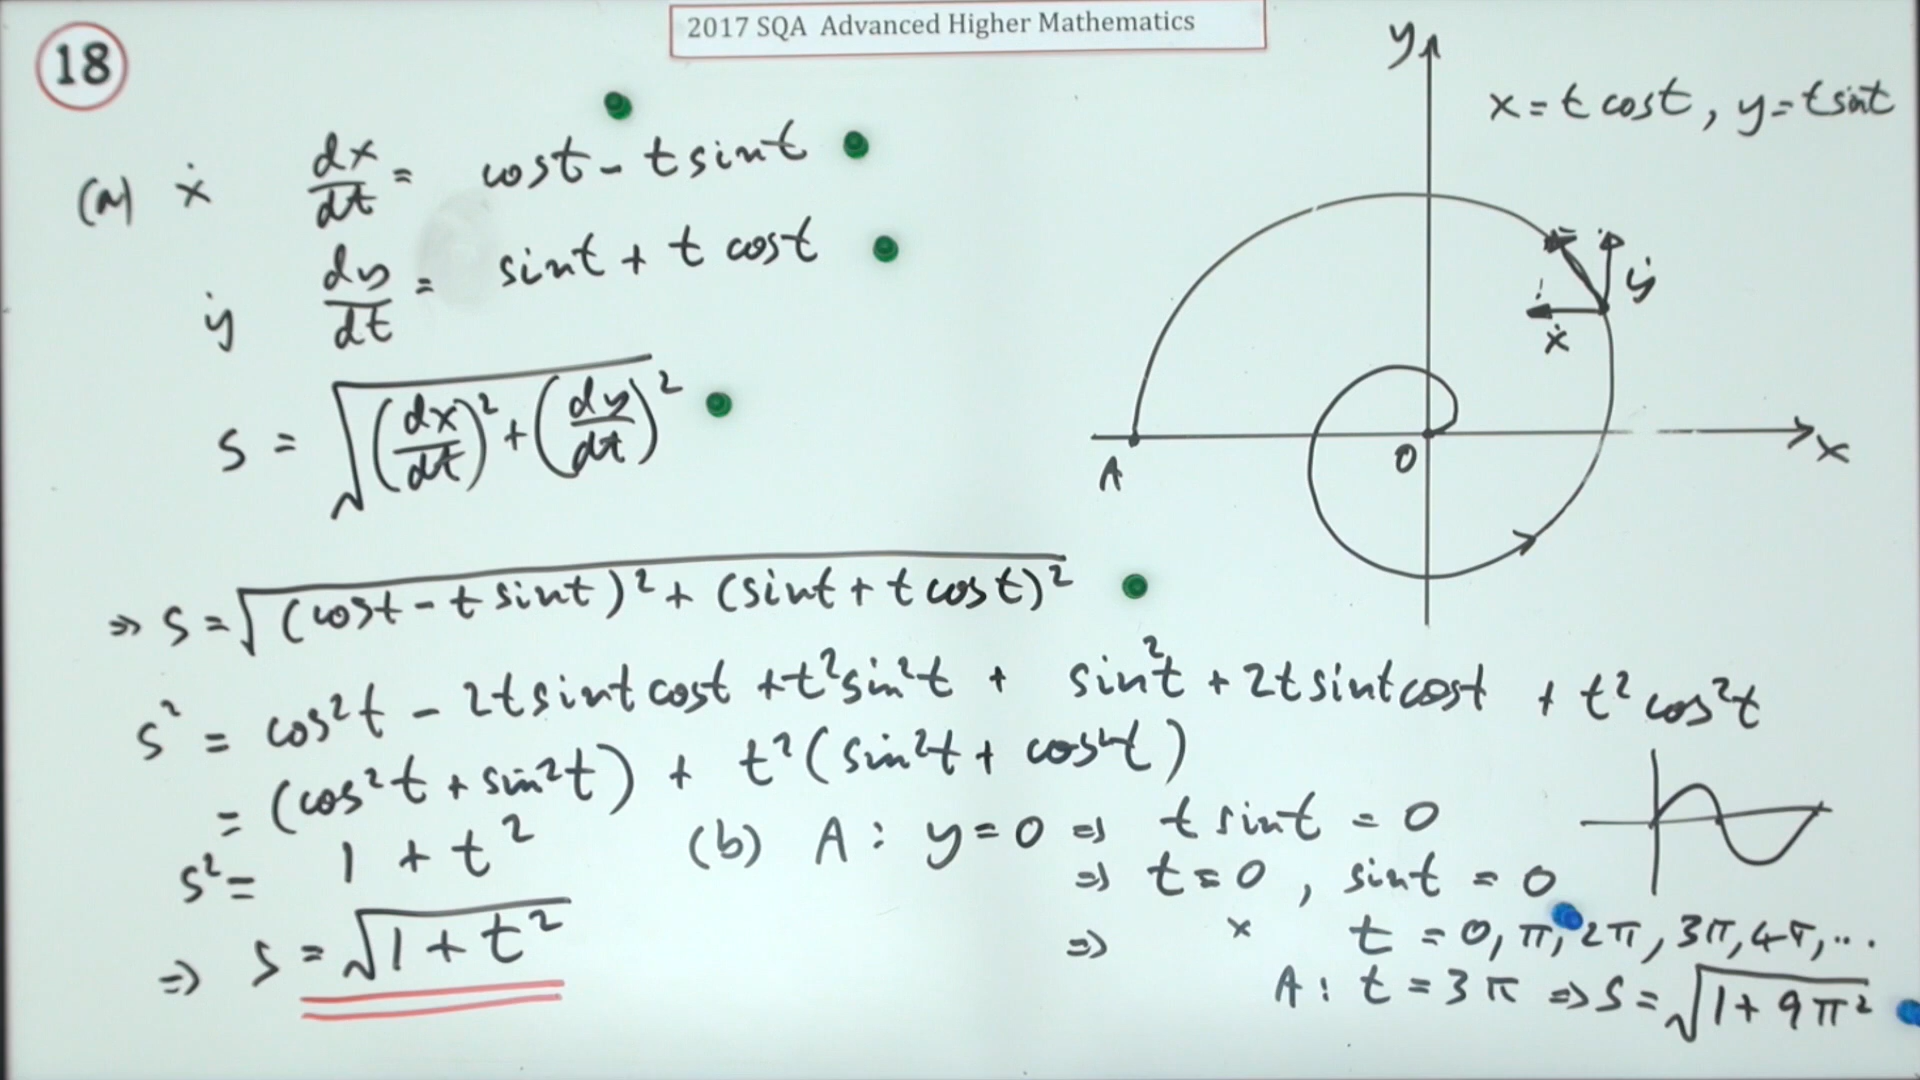 2017 SQA Advanced Higher Mathematics
18
(a) ẋ dx/dt = cost - t sint
ẏ dy/dt = sint + t cost
s = √((dx/dt)² + (dy/dt)²)
⇒ s = √((cost - t sint)² + (sint + t cost)²)
s² = cos²t - 2t sint cost + t² sin²t + sin²t + 2t sint cost + t² cos²t
= (cos²t + sin²t) + t² (sin²t + cos²t)
s² = 1 + t²
⇒ s = √(1 + t²)
(b) A : y = 0 ⇒ t sint = 0
⇒ t = 0 , sint = 0
⇒ × t = 0, π, 2π, 3π, 4π, ...
A : t = 3π ⇒ s = √(1 + 9π²)
y
x = t cost, y = t sint
ẏ
ẋ
A
O
x